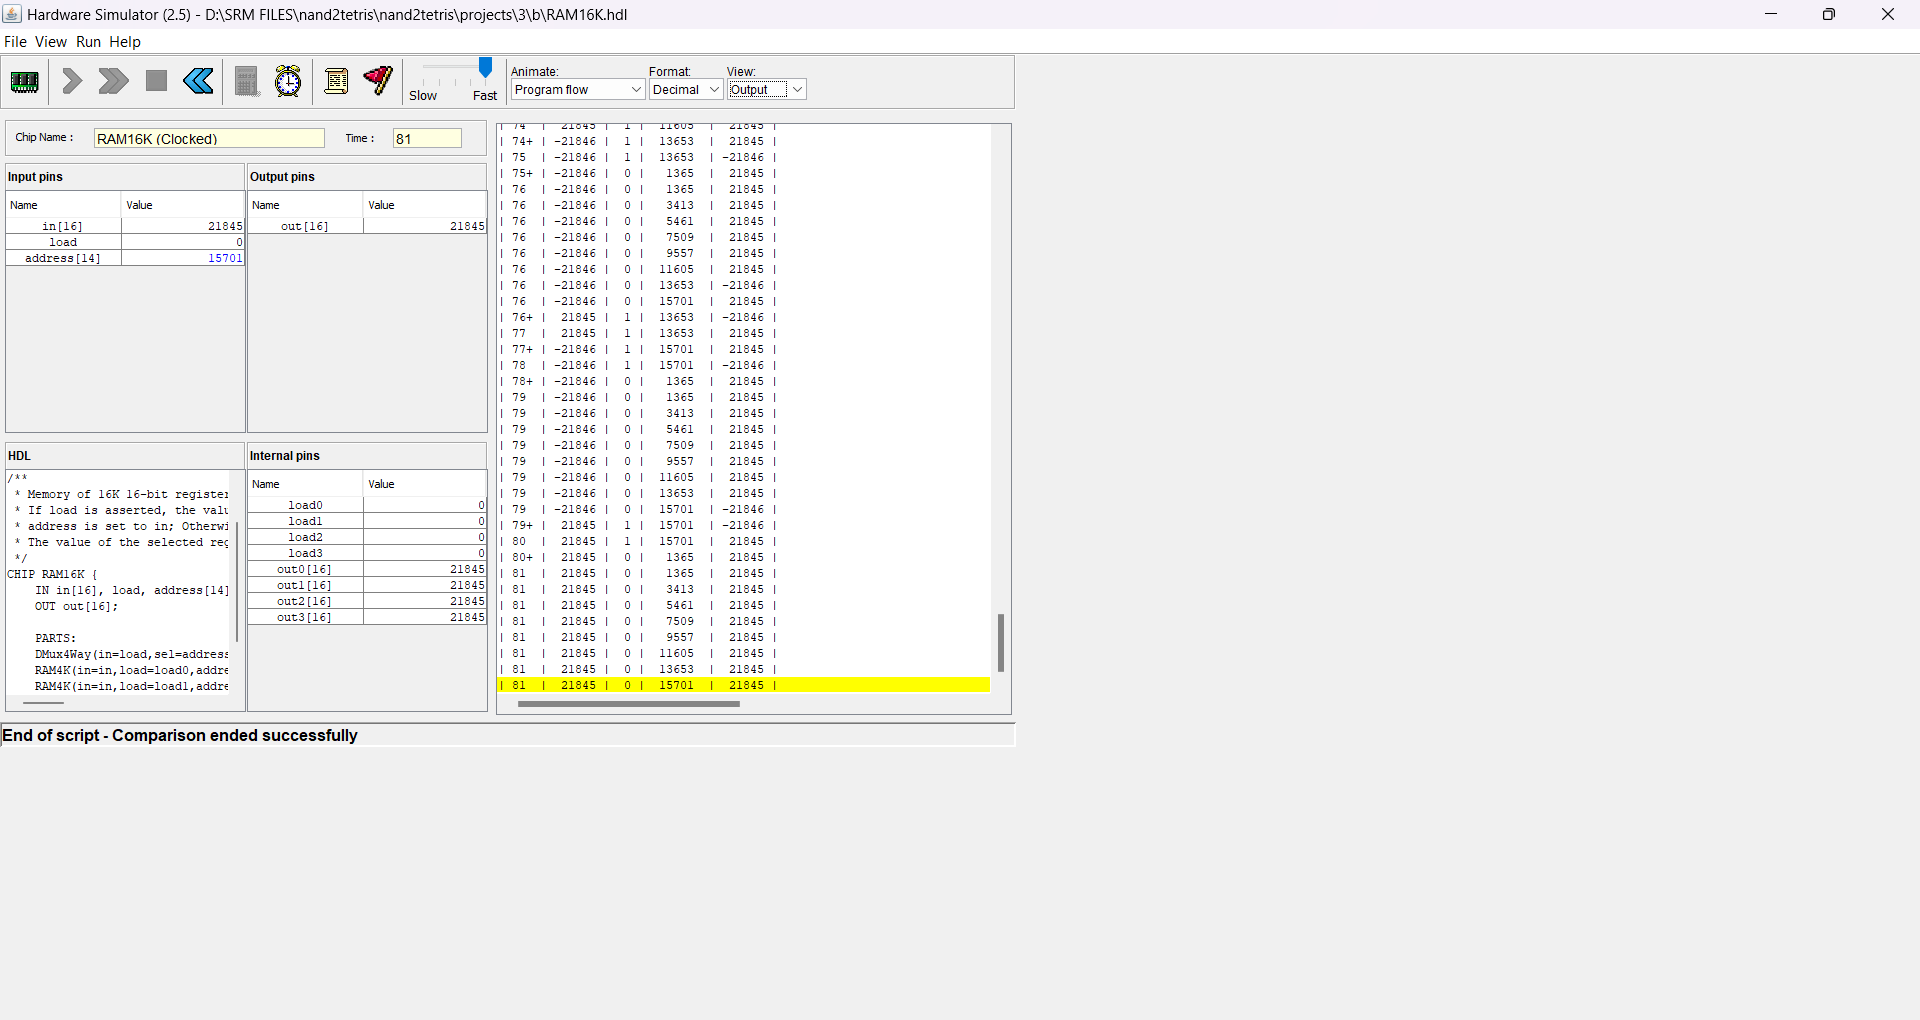 Hardware Simulator (2.5) - D:\SRM FILES\nand2tetris\nand2tetris\projects\3\b\RAM16K.hdl
File View Run Help
Slow Fast
Animate: Format: View:
Program flow Decimal Output
Chip Name : RAM16K (Clocked) Time : 81
Input pins
Name Value
in[16] 21845
load 0
address[14] 15701
Output pins
Name Value
out[16] 21845
HDL
/**
* Memory of 16K 16-bit register
* If load is asserted, the valu
* address is set to in; Otherwi
* The value of the selected reg
*/
CHIP RAM16K {
IN in[16], load, address[14]
OUT out[16];
PARTS:
DMux4Way(in=load,sel=address
RAM4K(in=in,load=load0,addre
RAM4K(in=in,load=load1,addre
Internal pins
Name Value
load0 0
load1 0
load2 0
load3 0
out0[16] 21845
out1[16] 21845
out2[16] 21845
out3[16] 21845
| 74 | 21845 | 1 | 11605 | 21845 |
| 74+ | -21846 | 1 | 13653 | 21845 |
| 75 | -21846 | 1 | 13653 | -21846 |
| 75+ | -21846 | 0 | 1365 | 21845 |
| 76 | -21846 | 0 | 1365 | 21845 |
| 76 | -21846 | 0 | 3413 | 21845 |
| 76 | -21846 | 0 | 5461 | 21845 |
| 76 | -21846 | 0 | 7509 | 21845 |
| 76 | -21846 | 0 | 9557 | 21845 |
| 76 | -21846 | 0 | 11605 | 21845 |
| 76 | -21846 | 0 | 13653 | -21846 |
| 76 | -21846 | 0 | 15701 | 21845 |
| 76+ | 21845 | 1 | 13653 | -21846 |
| 77 | 21845 | 1 | 13653 | 21845 |
| 77+ | -21846 | 1 | 15701 | 21845 |
| 78 | -21846 | 1 | 15701 | -21846 |
| 78+ | -21846 | 0 | 1365 | 21845 |
| 79 | -21846 | 0 | 1365 | 21845 |
| 79 | -21846 | 0 | 3413 | 21845 |
| 79 | -21846 | 0 | 5461 | 21845 |
| 79 | -21846 | 0 | 7509 | 21845 |
| 79 | -21846 | 0 | 9557 | 21845 |
| 79 | -21846 | 0 | 11605 | 21845 |
| 79 | -21846 | 0 | 13653 | 21845 |
| 79 | -21846 | 0 | 15701 | -21846 |
| 79+ | 21845 | 1 | 15701 | -21846 |
| 80 | 21845 | 1 | 15701 | 21845 |
| 80+ | 21845 | 0 | 1365 | 21845 |
| 81 | 21845 | 0 | 1365 | 21845 |
| 81 | 21845 | 0 | 3413 | 21845 |
| 81 | 21845 | 0 | 5461 | 21845 |
| 81 | 21845 | 0 | 7509 | 21845 |
| 81 | 21845 | 0 | 9557 | 21845 |
| 81 | 21845 | 0 | 11605 | 21845 |
| 81 | 21845 | 0 | 13653 | 21845 |
| 81 | 21845 | 0 | 15701 | 21845 |
End of script - Comparison ended successfully